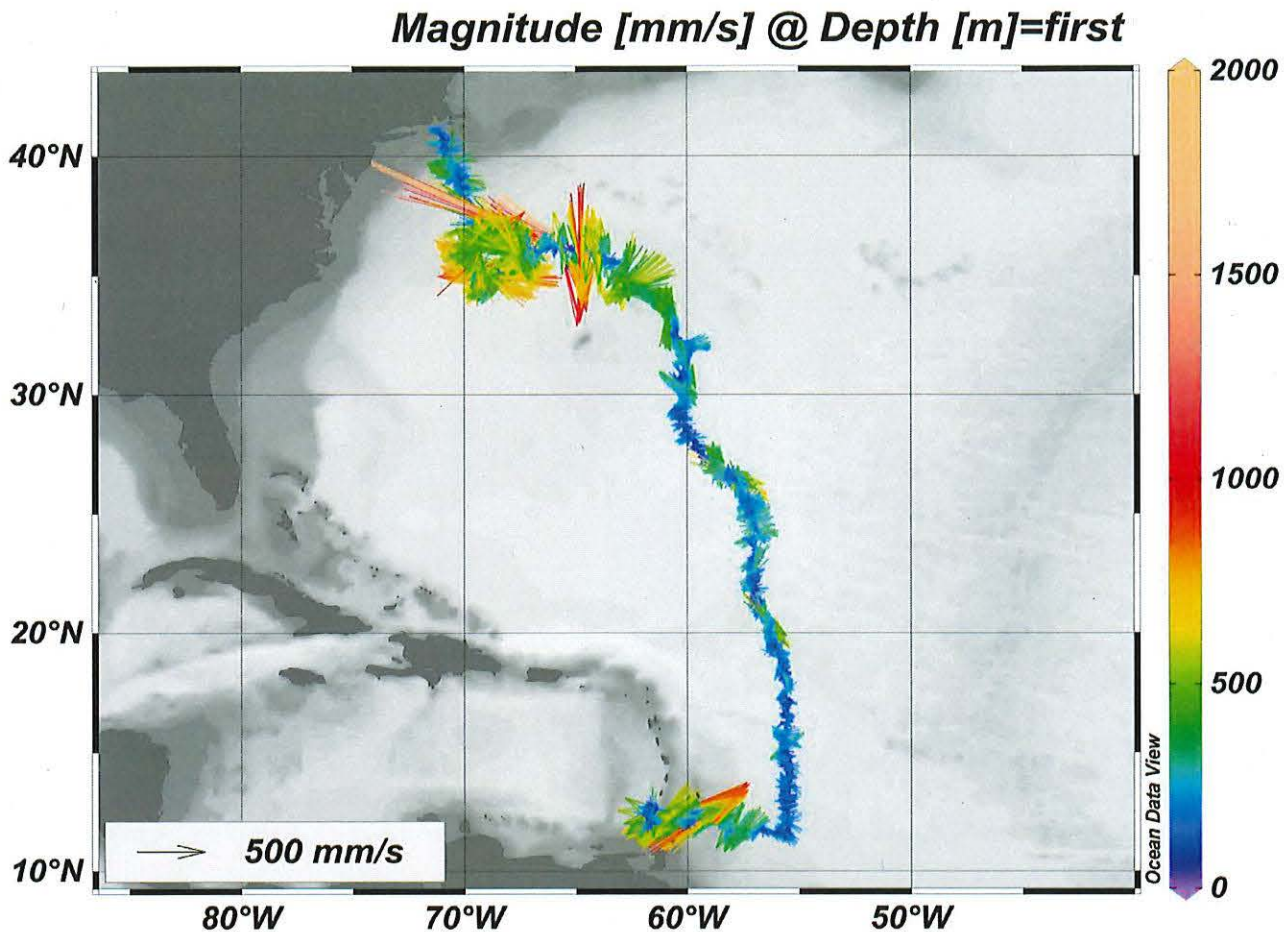 Magnitude [mm/s] @ Depth [m]=first
2000
1500
1000
500
0
40°N
30°N
20°N
10°N
80°W
70°W
60°W
50°W
500 mm/s
Ocean Data View